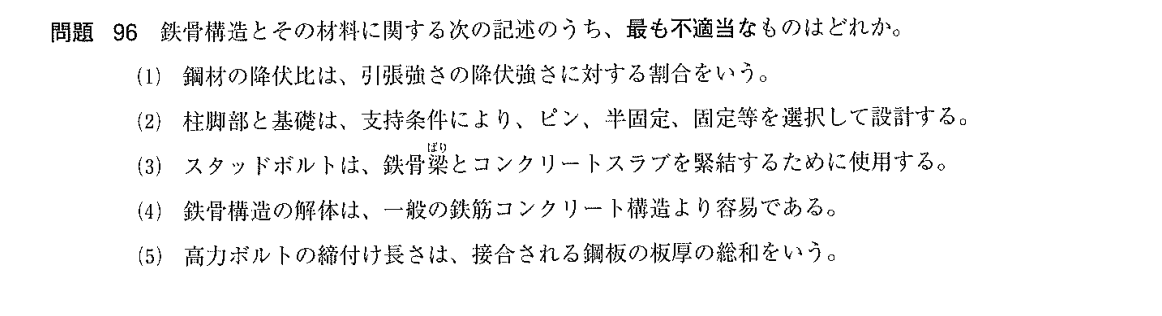 問題 96 鉄骨構造とその材料に関する次の記述のうち、最も不適当なものはどれか。
(1) 鋼材の降伏比は、引張強さの降伏強さに対する割合をいう。
(2) 柱脚部と基礎は、支持条件により、ピン、半固定、固定等を選択して設計する。
ばり
(3) スタッドボルトは、鉄骨梁とコンクリートスラブを緊結するために使用する。
(4) 鉄骨構造の解体は、一般の鉄筋コンクリート構造より容易である。
(5) 高力ボルトの締付け長さは、接合される鋼板の板厚の総和をいう。